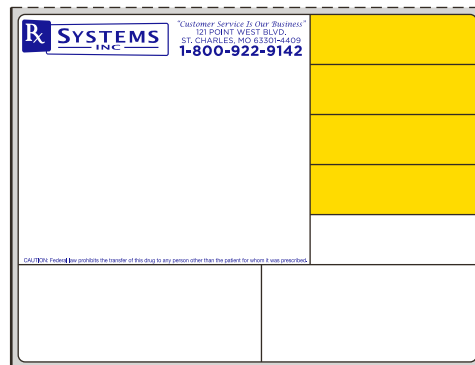 Rx SYSTEMS
INC
"Customer Service Is Our Business"
121 POINT WEST BLVD.
ST. CHARLES, MO 63301-4409
1-800-922-9142
CAUTION: Federal law prohibits the transfer of this drug to any person other than the patient for whom it was prescribed.